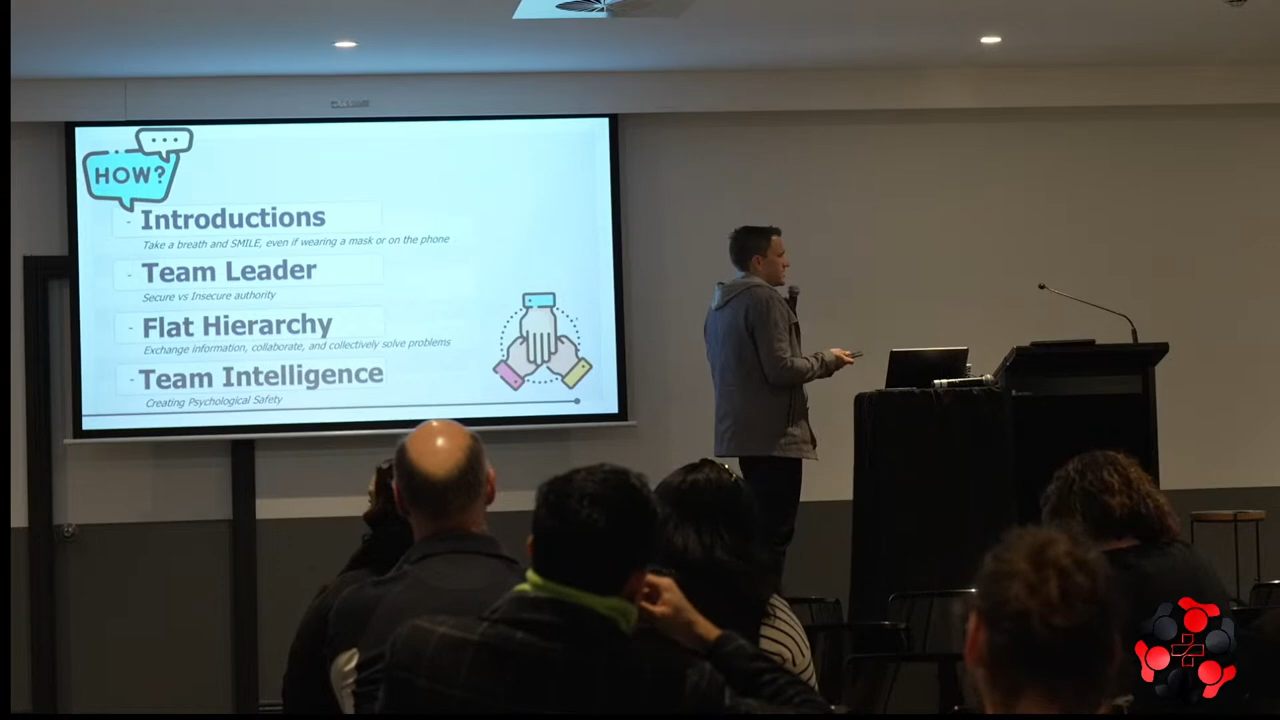 HOW?
- Introductions
Take a breath and SMILE, even if wearing a mask or on the phone
- Team Leader
Secure vs Insecure authority
- Flat Hierarchy
Exchange information, collaborate, and collectively solve problems
- Team Intelligence
Creating Psychological Safety